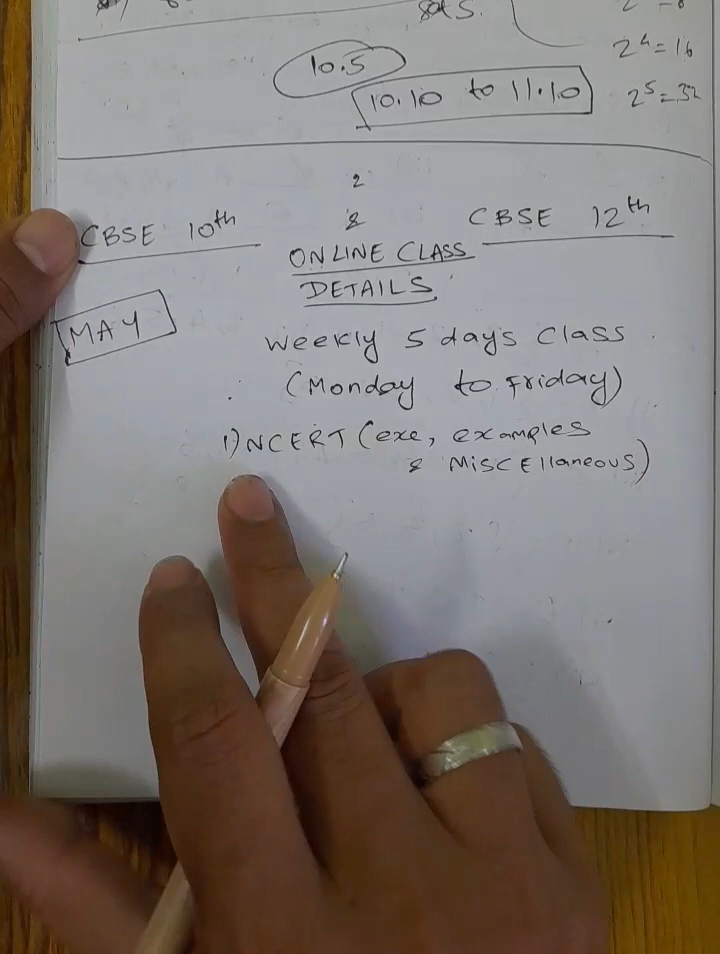 2⁴ = 16
10.5
10.10 to 11.10
2⁵ = 32
2
CBSE 10th & CBSE 12th
ONLINE CLASS
DETAILS
MAY
Weekly 5 days Class
(Monday to Friday)
1) NCERT (exe, examples
& MiSCEllaneous)